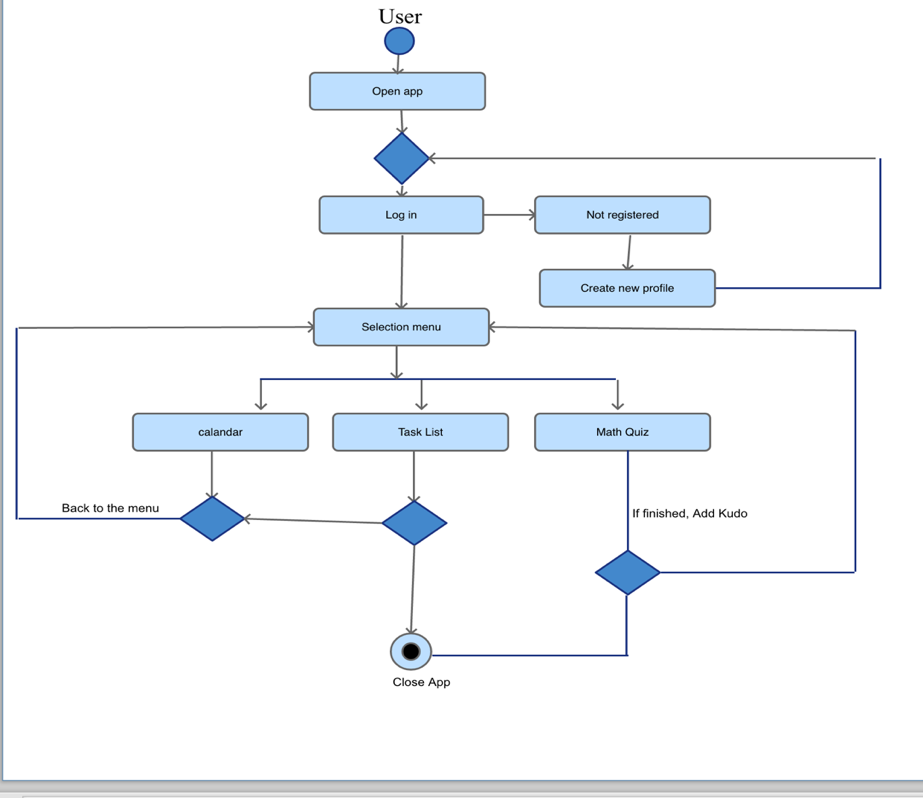 User
Open app
Log in
Not registered
Create new profile
Selection menu
calandar
Task List
Math Quiz
Back to the menu
If finished, Add Kudo
Close App